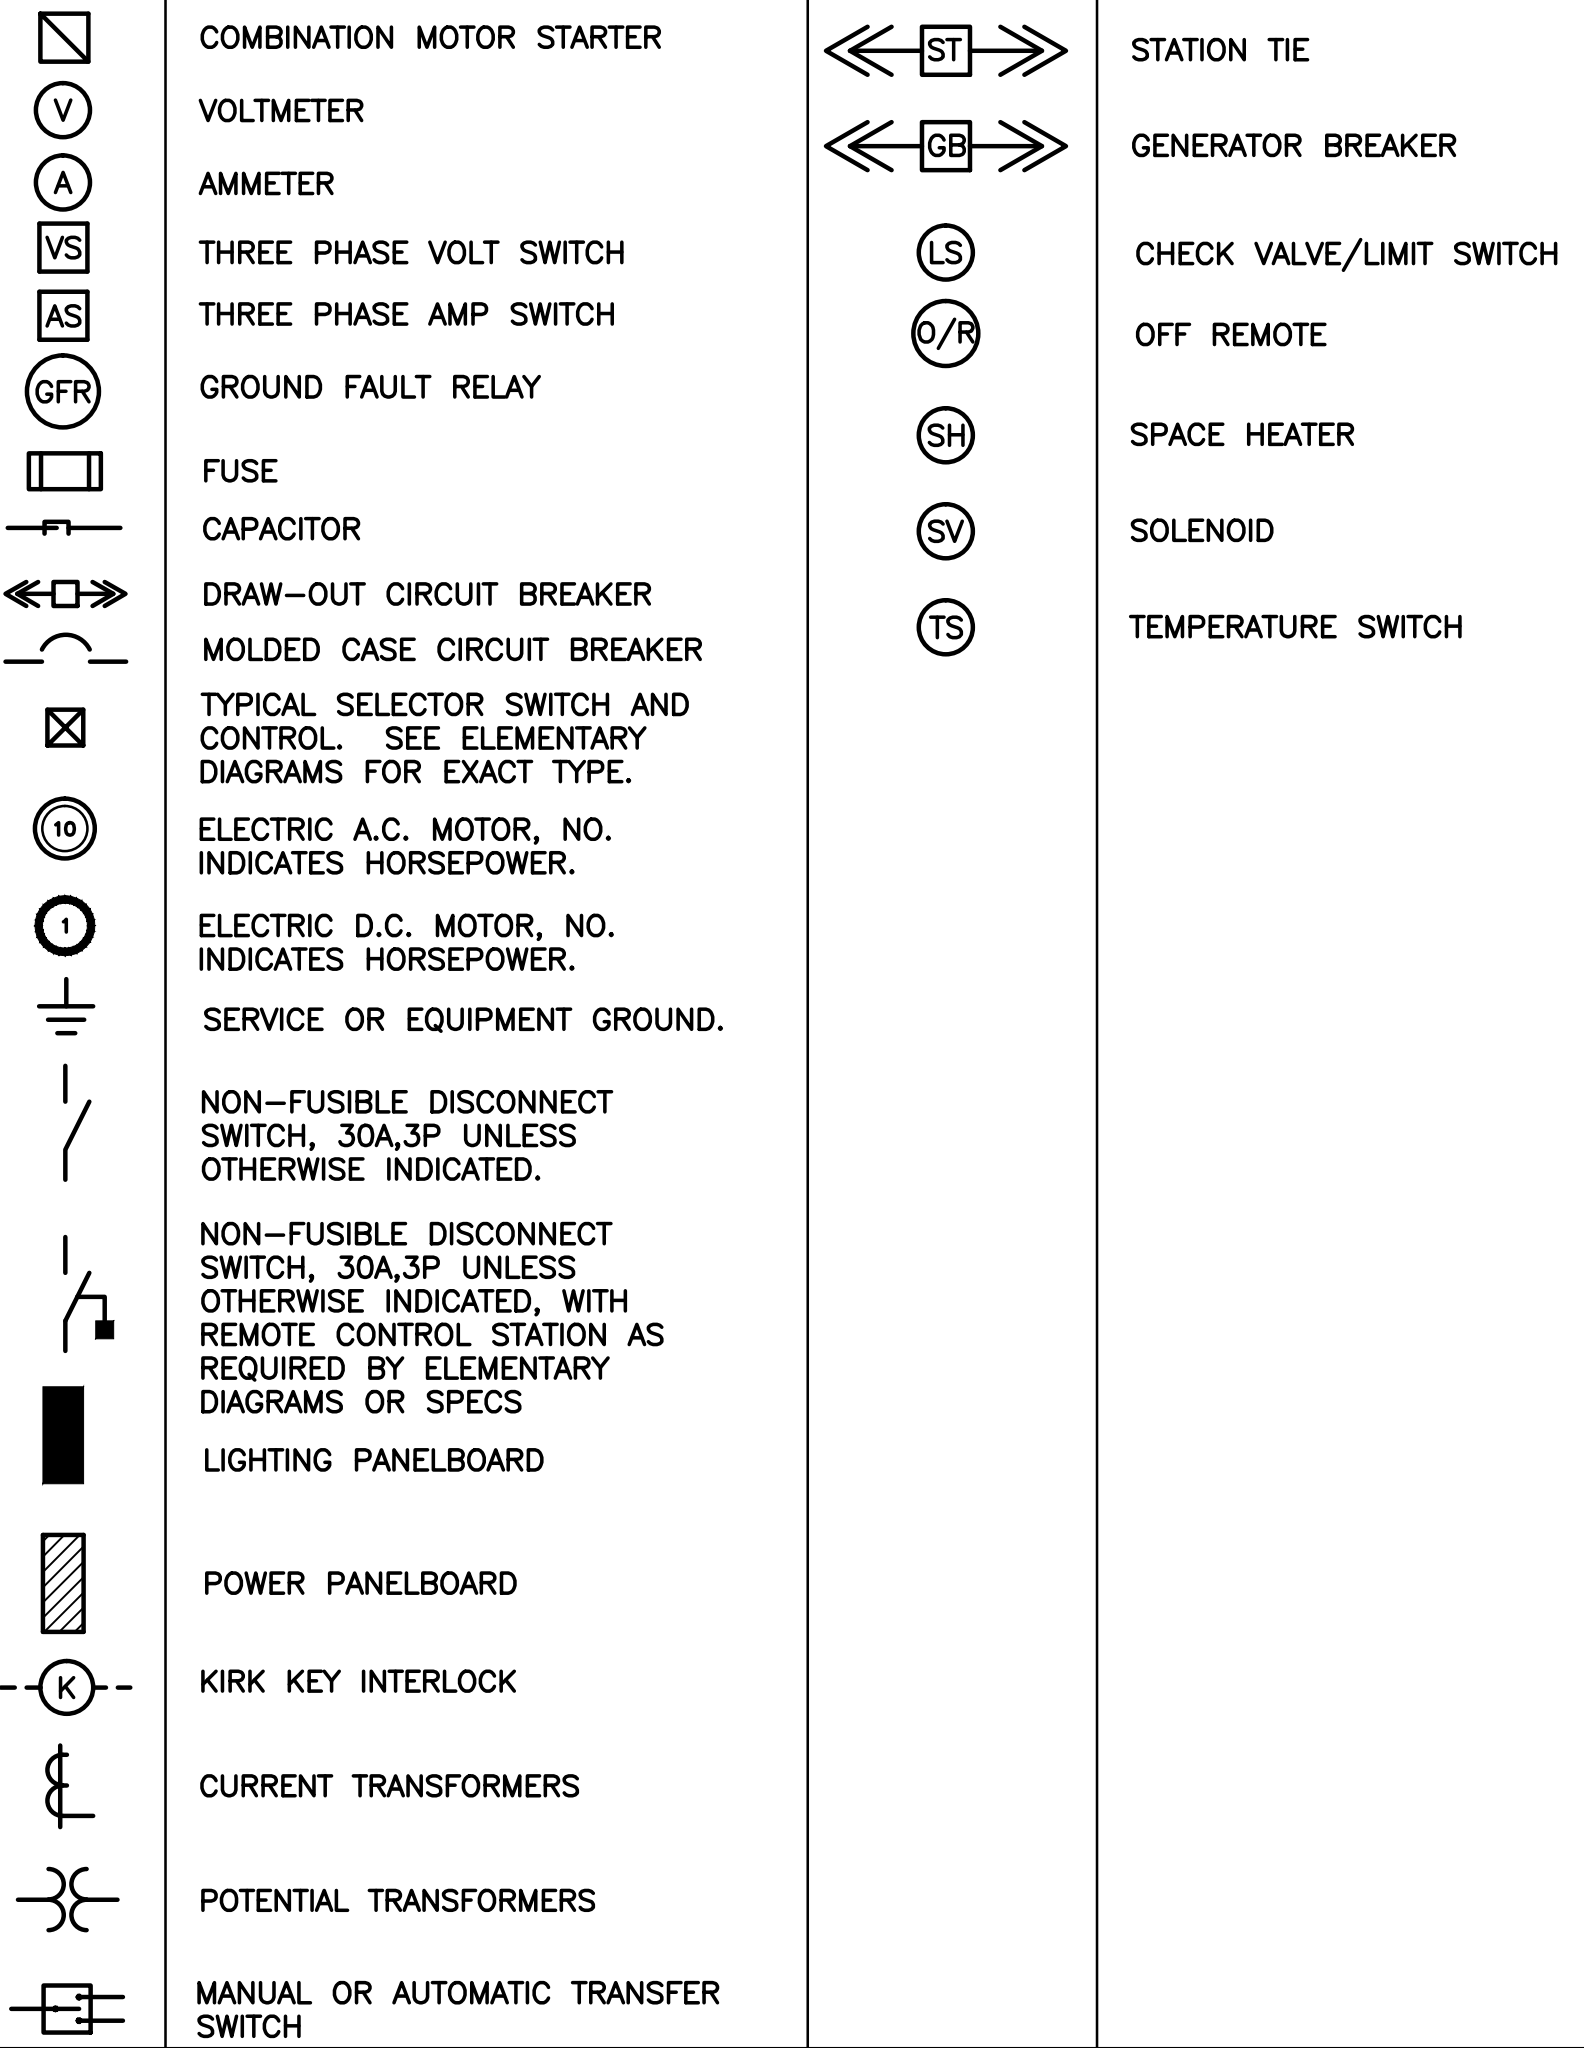 COMBINATION MOTOR STARTER
V
VOLTMETER
A
AMMETER
VS
THREE PHASE VOLT SWITCH
AS
THREE PHASE AMP SWITCH
GFR
GROUND FAULT RELAY
FUSE
CAPACITOR
DRAW-OUT CIRCUIT BREAKER
MOLDED CASE CIRCUIT BREAKER
TYPICAL SELECTOR SWITCH AND
CONTROL. SEE ELEMENTARY
DIAGRAMS FOR EXACT TYPE.
10
ELECTRIC A.C. MOTOR, NO.
INDICATES HORSEPOWER.
1
ELECTRIC D.C. MOTOR, NO.
INDICATES HORSEPOWER.
SERVICE OR EQUIPMENT GROUND.
NON-FUSIBLE DISCONNECT
SWITCH, 30A,3P UNLESS
OTHERWISE INDICATED.
NON-FUSIBLE DISCONNECT
SWITCH, 30A,3P UNLESS
OTHERWISE INDICATED, WITH
REMOTE CONTROL STATION AS
REQUIRED BY ELEMENTARY
DIAGRAMS OR SPECS
LIGHTING PANELBOARD
POWER PANELBOARD
K
KIRK KEY INTERLOCK
CURRENT TRANSFORMERS
POTENTIAL TRANSFORMERS
MANUAL OR AUTOMATIC TRANSFER
SWITCH
ST
STATION TIE
GB
GENERATOR BREAKER
LS
CHECK VALVE/LIMIT SWITCH
O/R
OFF REMOTE
SH
SPACE HEATER
SV
SOLENOID
TS
TEMPERATURE SWITCH